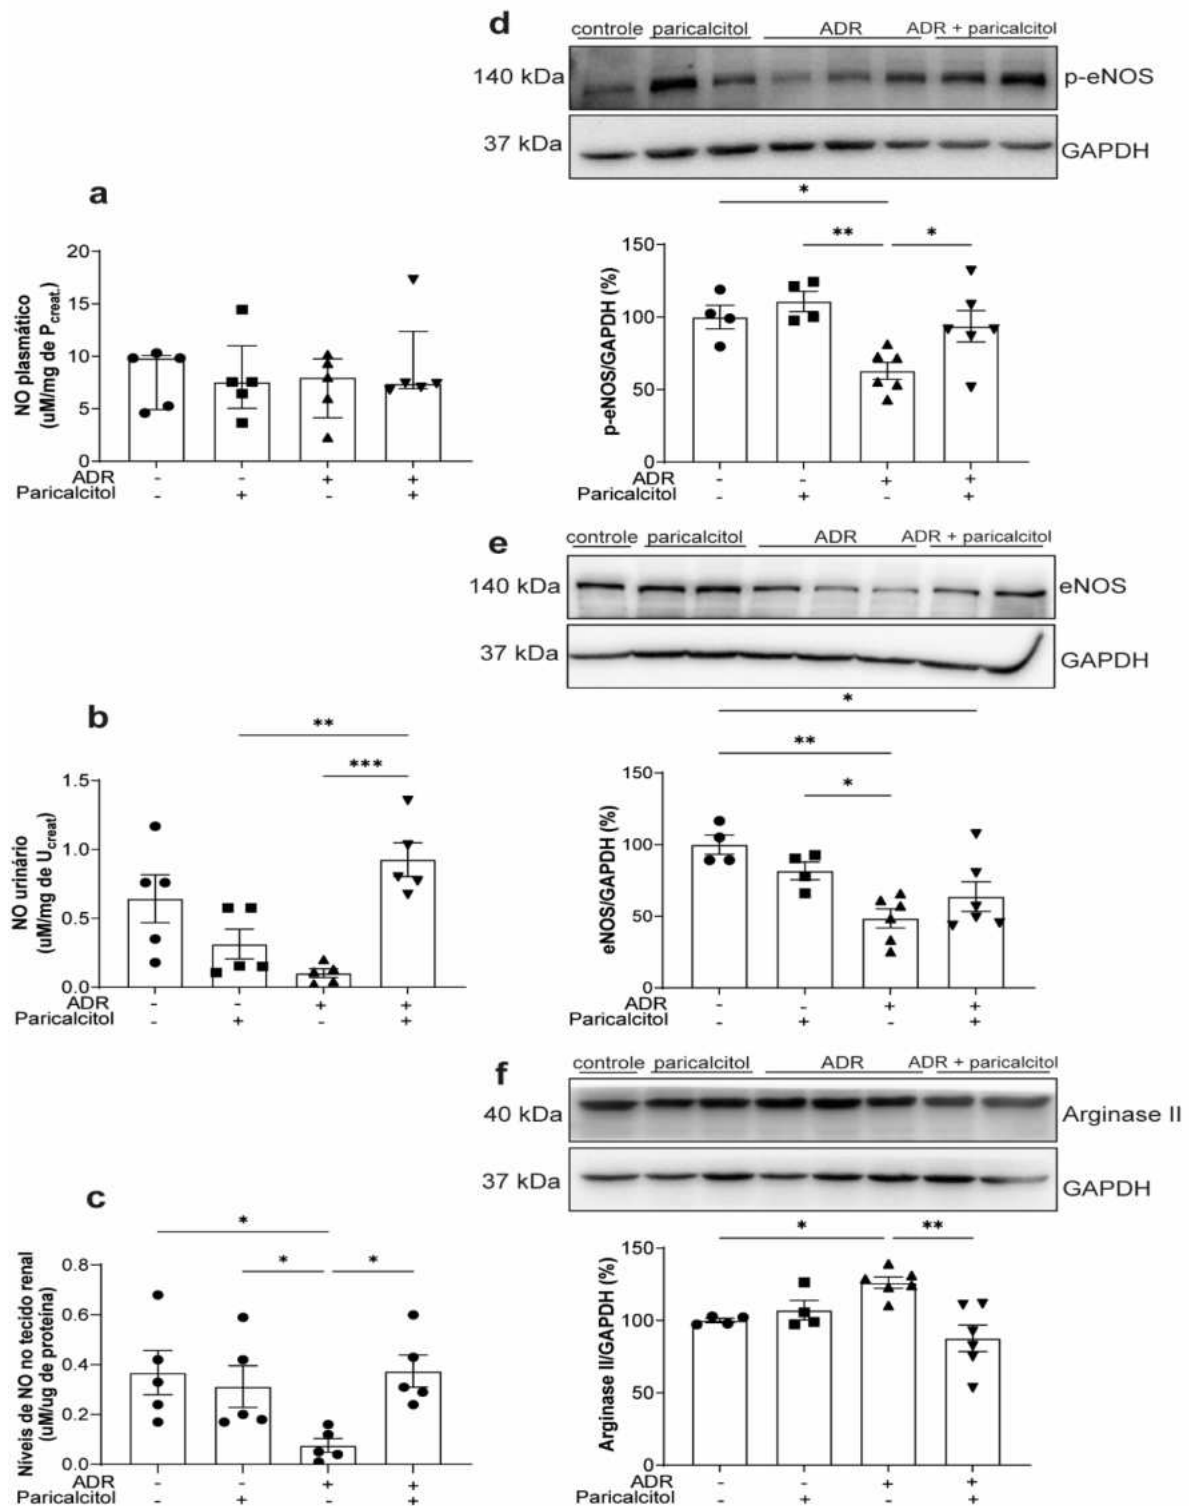 a
20
15
10
5
0
NO plasmático
(uM/mg de Pcreat.)
ADR - - + +
Paricalcitol - + - +
b
**
***
1.5
1.0
0.5
0.0
NO urinário
(uM/mg de Ucreat)
ADR - - + +
Paricalcitol - + - +
c
*
* *
0.8
0.6
0.4
0.2
0.0
Níveis de NO no tecido renal
(uM/ug de proteína)
ADR - - + +
Paricalcitol - + - +
d
controle paricalcitol ADR ADR + paricalcitol
140 kDa p-eNOS
37 kDa GAPDH
*
** *
150
100
50
0
p-eNOS/GAPDH (%)
ADR - - + +
Paricalcitol - + - +
e
controle paricalcitol ADR ADR + paricalcitol
140 kDa eNOS
37 kDa GAPDH
*
**
*
150
100
50
0
eNOS/GAPDH (%)
ADR - - + +
Paricalcitol - + - +
f
controle paricalcitol ADR ADR + paricalcitol
40 kDa Arginase II
37 kDa GAPDH
* **
150
100
50
0
Arginase II/GAPDH (%)
ADR - - + +
Paricalcitol - + - +